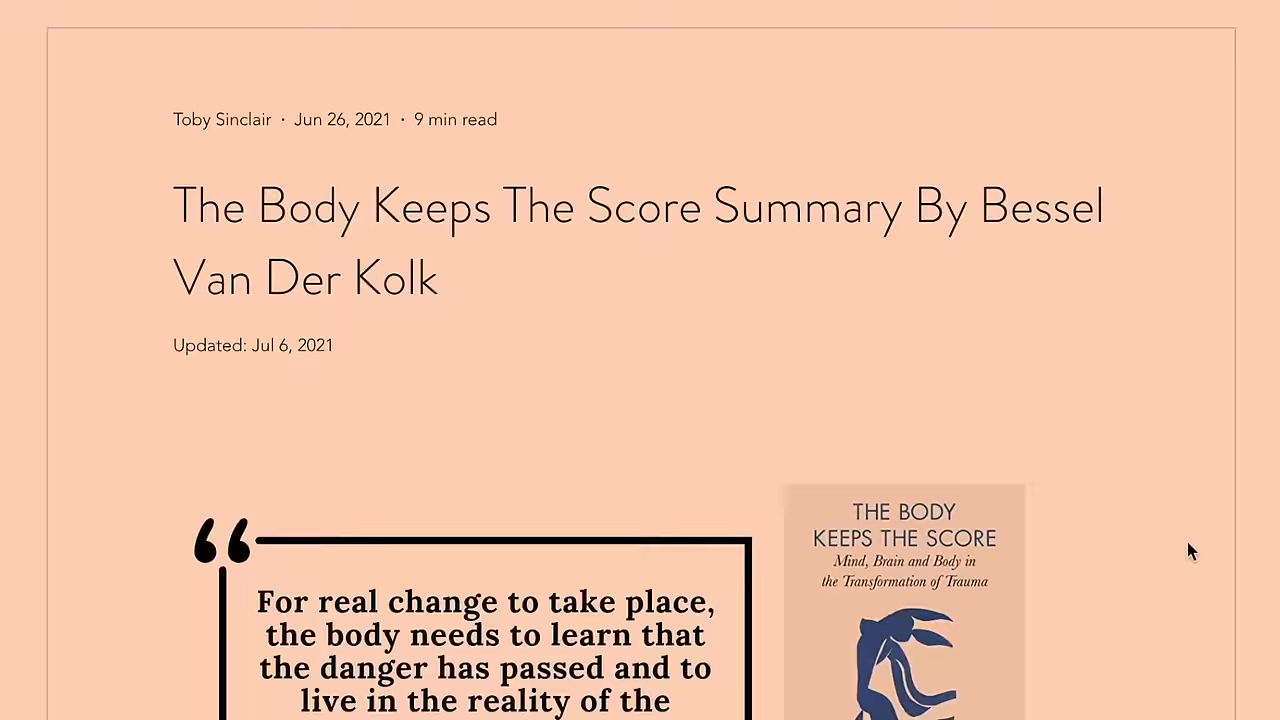 Toby Sinclair · Jun 26, 2021 · 9 min read
The Body Keeps The Score Summary By Bessel
Van Der Kolk
Updated: Jul 6, 2021
“
For real change to take place,
the body needs to learn that
the danger has passed and to
live in the reality of the
THE BODY
KEEPS THE SCORE
Mind, Brain and Body in
the Transformation of Trauma